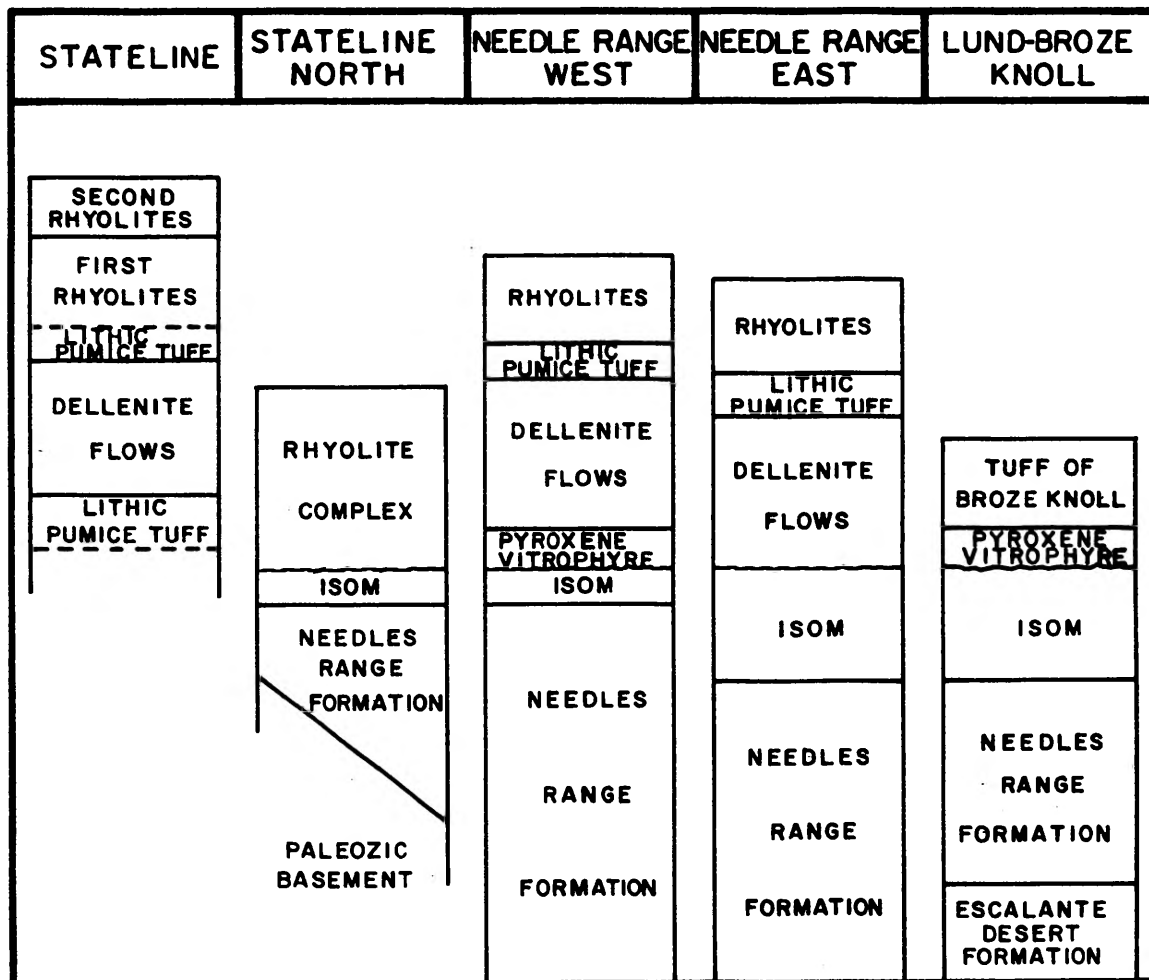 STATELINE
STATELINE
NORTH
NEEDLE RANGE
WEST
NEEDLE RANGE
EAST
LUND-BROZE
KNOLL
SECOND
RHYOLITES
FIRST
RHYOLITES
LITHIC
PUMICE TUFF
DELLENITE
FLOWS
LITHIC
PUMICE TUFF
RHYOLITE
COMPLEX
ISOM
NEEDLES
RANGE
FORMATION
PALEOZIC
BASEMENT
RHYOLITES
LITHIC
PUMICE TUFF
DELLENITE
FLOWS
PYROXENE
VITROPHYRE
ISOM
NEEDLES
RANGE
FORMATION
RHYOLITES
LITHIC
PUMICE TUFF
DELLENITE
FLOWS
ISOM
NEEDLES
RANGE
FORMATION
TUFF OF
BROZE KNOLL
PYROXENE
VITROPHYRE
ISOM
NEEDLES
RANGE
FORMATION
ESCALANTE
DESERT
FORMATION